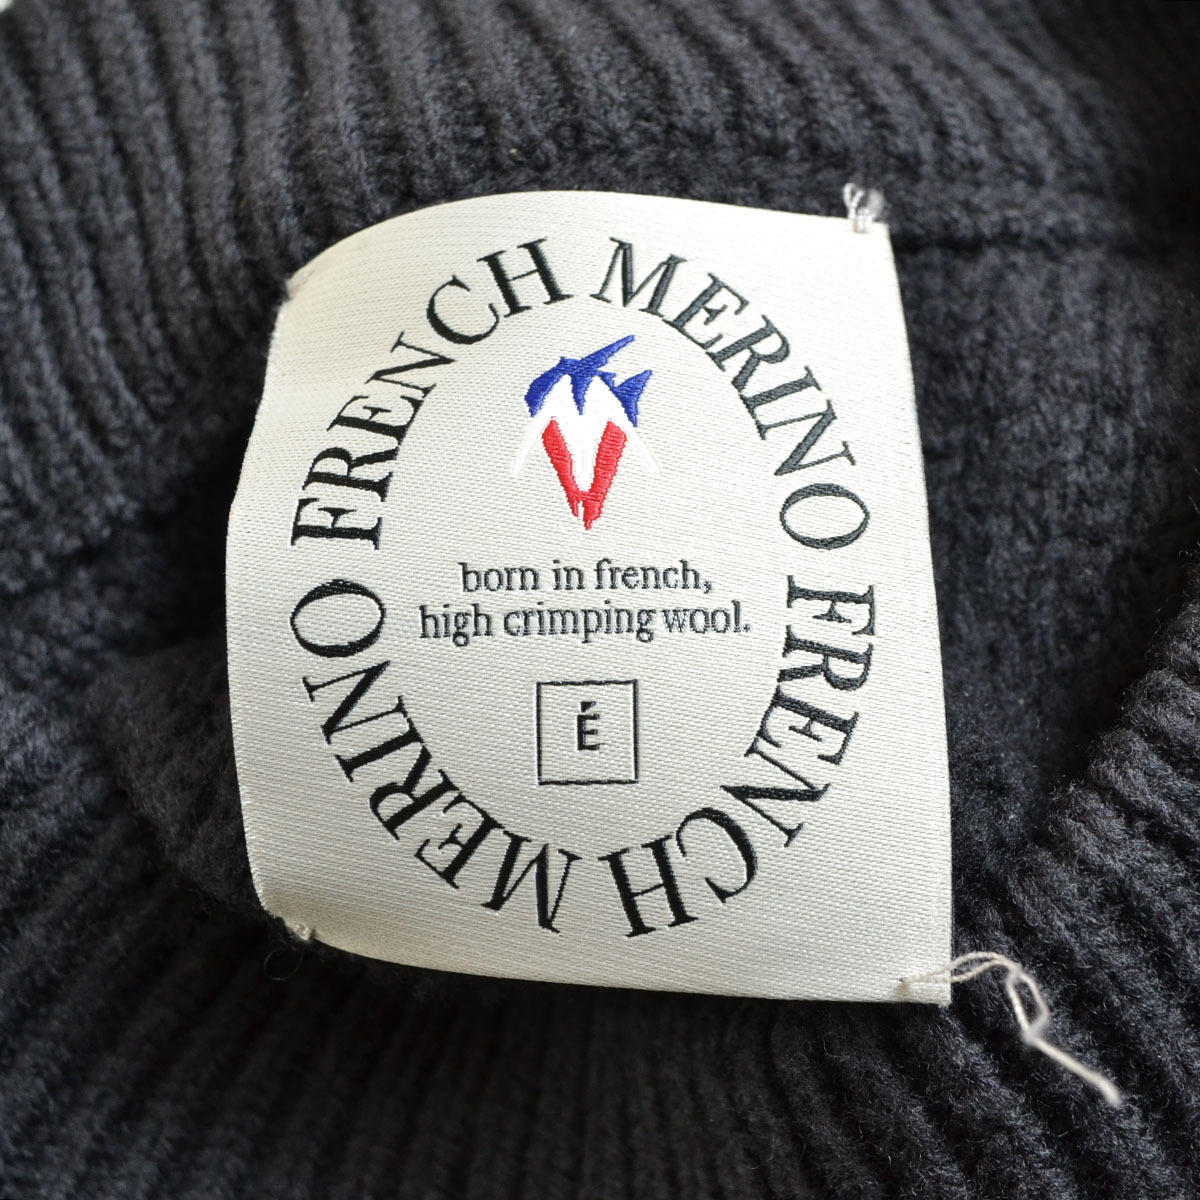 FRENCH MERINO FRENCH MERINO
born in french,
high crimping wool.
É